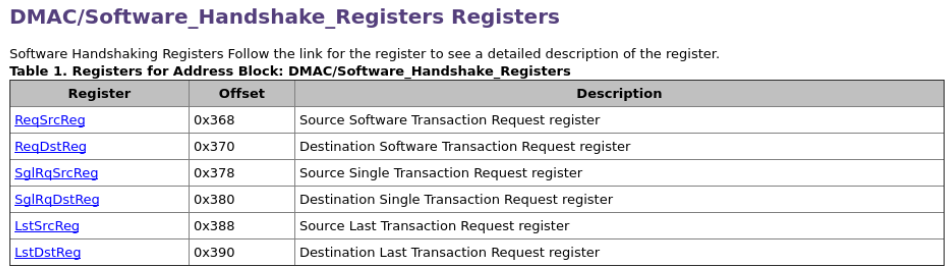 DMAC/Software_Handshake_Registers Registers
Software Handshaking Registers Follow the link for the register to see a detailed description of the register.
Table 1. Registers for Address Block: DMAC/Software_Handshake_Registers
Register Offset Description
ReqSrcReg 0x368 Source Software Transaction Request register
ReqDstReg 0x370 Destination Software Transaction Request register
SglRqSrcReg 0x378 Source Single Transaction Request register
SglRqDstReg 0x380 Destination Single Transaction Request register
LstSrcReg 0x388 Source Last Transaction Request register
LstDstReg 0x390 Destination Last Transaction Request register